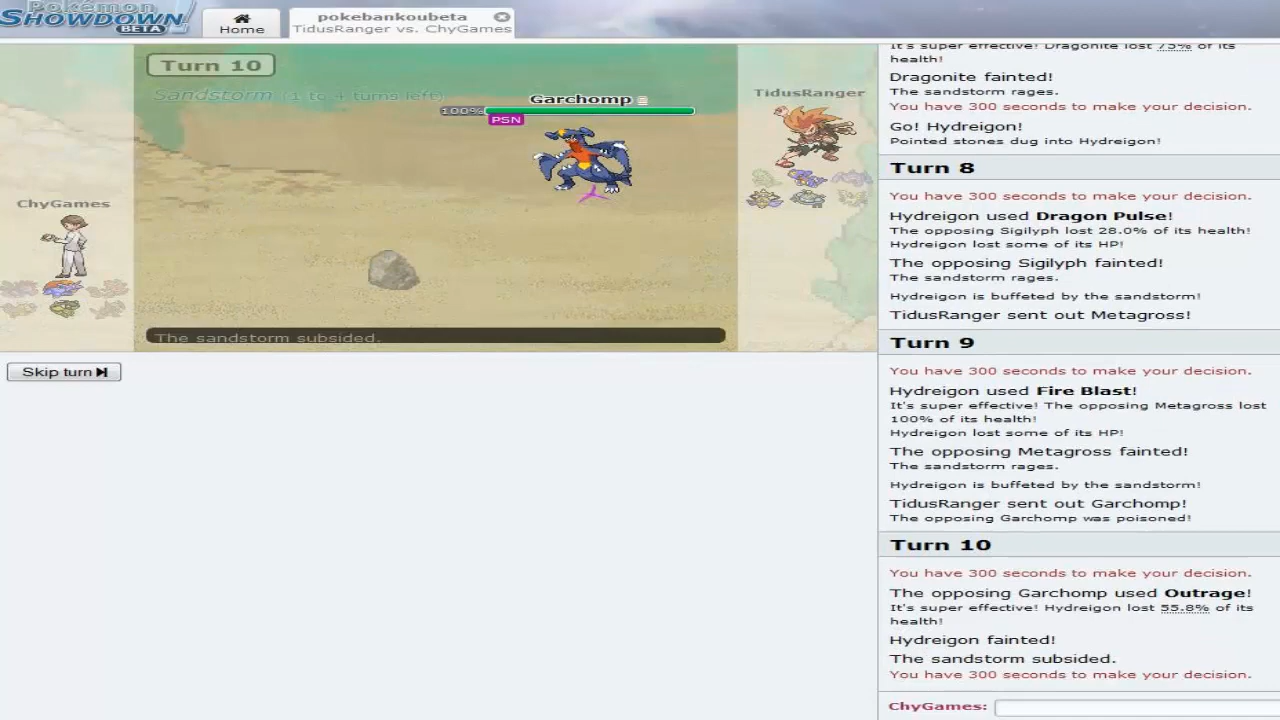 Pokémon
SHOWDOWN
BETA
Home
pokebankoubeta
TidusRanger vs. ChyGames
Turn 10
Sandstorm (1 to 4 turns left)
Garchomp
100%
PSN
TidusRanger
ChyGames
The sandstorm subsided.
Skip turn
It's super effective! Dragonite lost 75% of its
health!
Dragonite fainted!
The sandstorm rages.
You have 300 seconds to make your decision.
Go! Hydreigon!
Pointed stones dug into Hydreigon!
Turn 8
You have 300 seconds to make your decision.
Hydreigon used Dragon Pulse!
The opposing Sigilyph lost 28.0% of its health!
Hydreigon lost some of its HP!
The opposing Sigilyph fainted!
The sandstorm rages.
Hydreigon is buffeted by the sandstorm!
TidusRanger sent out Metagross!
Turn 9
You have 300 seconds to make your decision.
Hydreigon used Fire Blast!
It's super effective! The opposing Metagross lost
100% of its health!
Hydreigon lost some of its HP!
The opposing Metagross fainted!
The sandstorm rages.
Hydreigon is buffeted by the sandstorm!
TidusRanger sent out Garchomp!
The opposing Garchomp was poisoned!
Turn 10
You have 300 seconds to make your decision.
The opposing Garchomp used Outrage!
It's super effective! Hydreigon lost 55.8% of its
health!
Hydreigon fainted!
The sandstorm subsided.
You have 300 seconds to make your decision.
ChyGames: